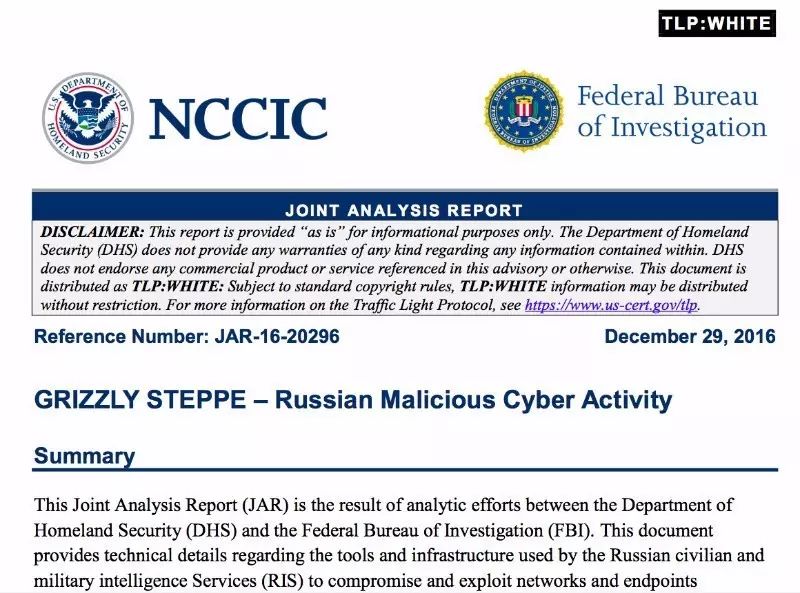 TLP:WHITE
U.S. DEPARTMENT OF
HOMELAND SECURITY
NCCIC
Federal Bureau
of Investigation
JOINT ANALYSIS REPORT
DISCLAIMER: This report is provided “as is” for informational purposes only. The Department of Homeland
Security (DHS) does not provide any warranties of any kind regarding any information contained within. DHS
does not endorse any commercial product or service referenced in this advisory or otherwise. This document is
distributed as TLP:WHITE: Subject to standard copyright rules, TLP:WHITE information may be distributed
without restriction. For more information on the Traffic Light Protocol, see https://www.us-cert.gov/tlp.
Reference Number: JAR-16-20296
December 29, 2016
GRIZZLY STEPPE – Russian Malicious Cyber Activity
Summary
This Joint Analysis Report (JAR) is the result of analytic efforts between the Department of
Homeland Security (DHS) and the Federal Bureau of Investigation (FBI). This document
provides technical details regarding the tools and infrastructure used by the Russian civilian and
military intelligence Services (RIS) to compromise and exploit networks and endpoints